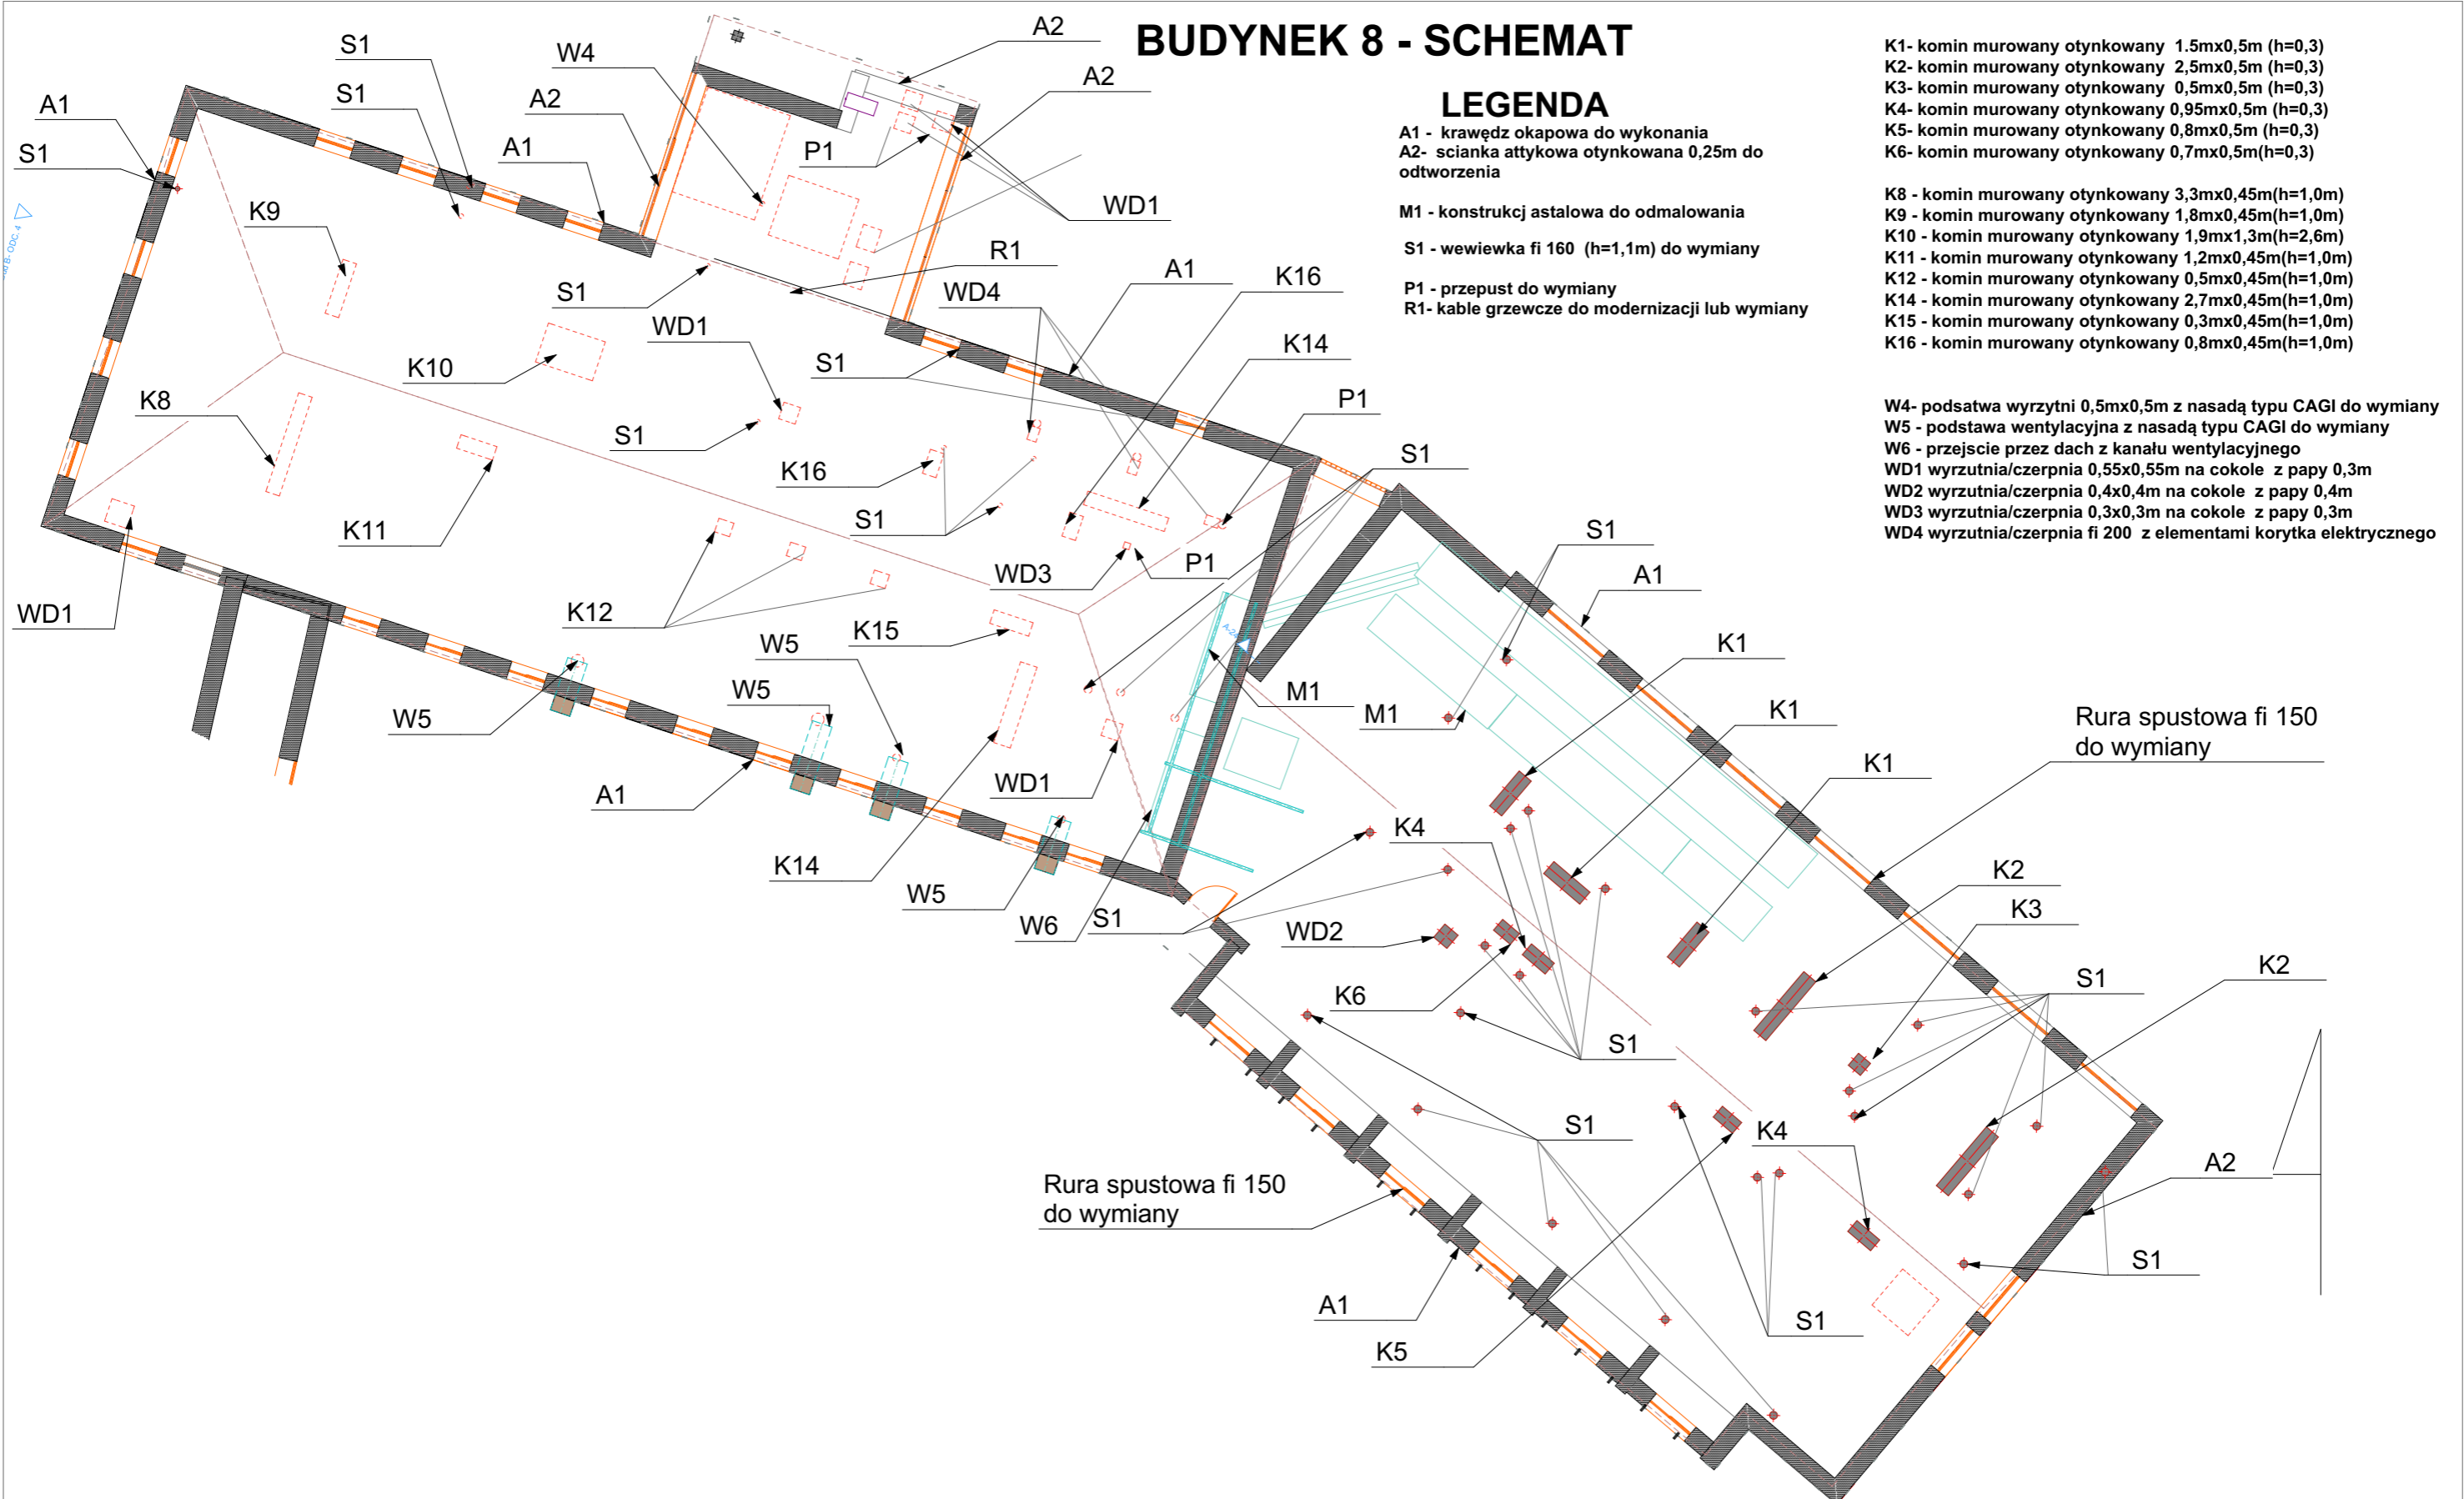 BUDYNEK 8 - SCHEMAT
LEGENDA
A1 - krawędz okapowa do wykonania
A2- scianka attykowa otynkowana 0,25m do
odtworzenia
M1 - konstrukcj astalowa do odmalowania
S1 - wewiewka fi 160 (h=1,1m) do wymiany
P1 - przepust do wymiany
R1- kable grzewcze do modernizacji lub wymiany
K1- komin murowany otynkowany 1.5mx0,5m (h=0,3)
K2- komin murowany otynkowany 2,5mx0,5m (h=0,3)
K3- komin murowany otynkowany 0,5mx0,5m (h=0,3)
K4- komin murowany otynkowany 0,95mx0,5m (h=0,3)
K5- komin murowany otynkowany 0,8mx0,5m (h=0,3)
K6- komin murowany otynkowany 0,7mx0,5m(h=0,3)
K8 - komin murowany otynkowany 3,3mx0,45m(h=1,0m)
K9 - komin murowany otynkowany 1,8mx0,45m(h=1,0m)
K10 - komin murowany otynkowany 1,9mx1,3m(h=2,6m)
K11 - komin murowany otynkowany 1,2mx0,45m(h=1,0m)
K12 - komin murowany otynkowany 0,5mx0,45m(h=1,0m)
K14 - komin murowany otynkowany 2,7mx0,45m(h=1,0m)
K15 - komin murowany otynkowany 0,3mx0,45m(h=1,0m)
K16 - komin murowany otynkowany 0,8mx0,45m(h=1,0m)
W4- podsatwa wyrzytni 0,5mx0,5m z nasadą typu CAGI do wymiany
W5 - podstawa wentylacyjna z nasadą typu CAGI do wymiany
W6 - przejscie przez dach z kanału wentylacyjnego
WD1 wyrzutnia/czerpnia 0,55x0,55m na cokole z papy 0,3m
WD2 wyrzutnia/czerpnia 0,4x0,4m na cokole z papy 0,4m
WD3 wyrzutnia/czerpnia 0,3x0,3m na cokole z papy 0,3m
WD4 wyrzutnia/czerpnia fi 200 z elementami korytka elektrycznego
A2
S1
W4
A2
S1
A2
A1
A1
P1
S1
WD1
K9
R1
A1
K16
S1
WD4
WD1
K14
K10
S1
K8
P1
S1
S1
K16
K11
S1
S1
WD3
P1
A1
WD1
K12
K15
W5
K1
W5
M1
W5
M1
K1
Rura spustowa fi 150
do wymiany
K1
WD1
A1
K4
K14
K2
W5
S1
K3
W6
WD2
K2
S1
K6
S1
S1
K4
A2
Rura spustowa fi 150
do wymiany
S1
A1
S1
K5